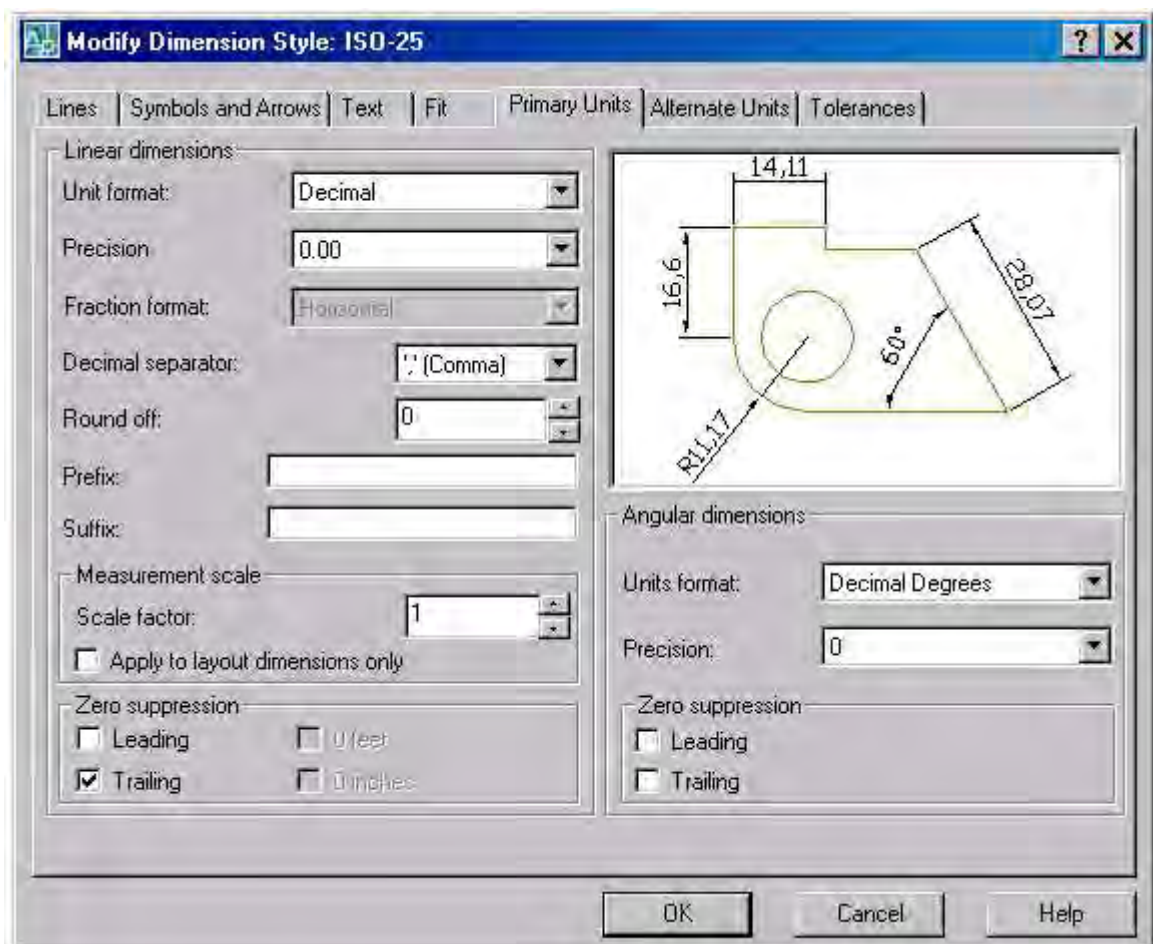 Modify Dimension Style: ISO-25
Lines
Symbols and Arrows
Text
Fit
Primary Units
Alternate Units
Tolerances
Linear dimensions
Unit format:
Decimal
Precision
0.00
Fraction format:
Horizontal
Decimal separator:
',' (Comma)
Round off:
0
Prefix:
Suffix:
Measurement scale
Scale factor:
1
Apply to layout dimensions only
Zero suppression
Leading
0 feet
Trailing
0 inches
14,11
16,6
28,07
60°
R11,17
Angular dimensions
Units format:
Decimal Degrees
Precision:
0
Zero suppression
Leading
Trailing
OK
Cancel
Help